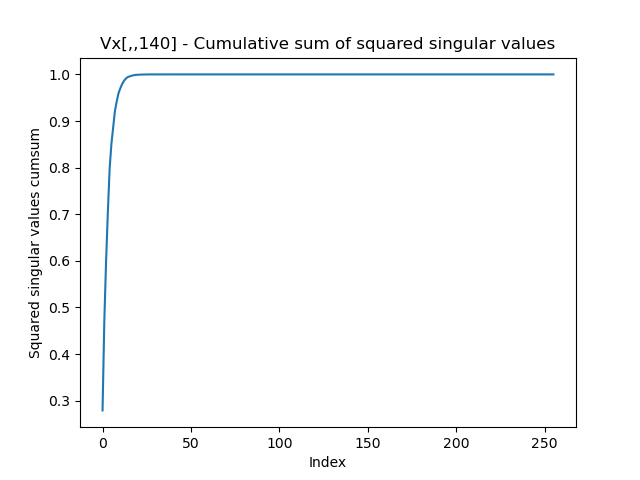 Vx[,,140] - Cumulative sum of squared singular values
1.0
0.9
0.8
0.7
0.6
0.5
0.4
0.3
Squared singular values cumsum
0 50 100 150 200 250
Index